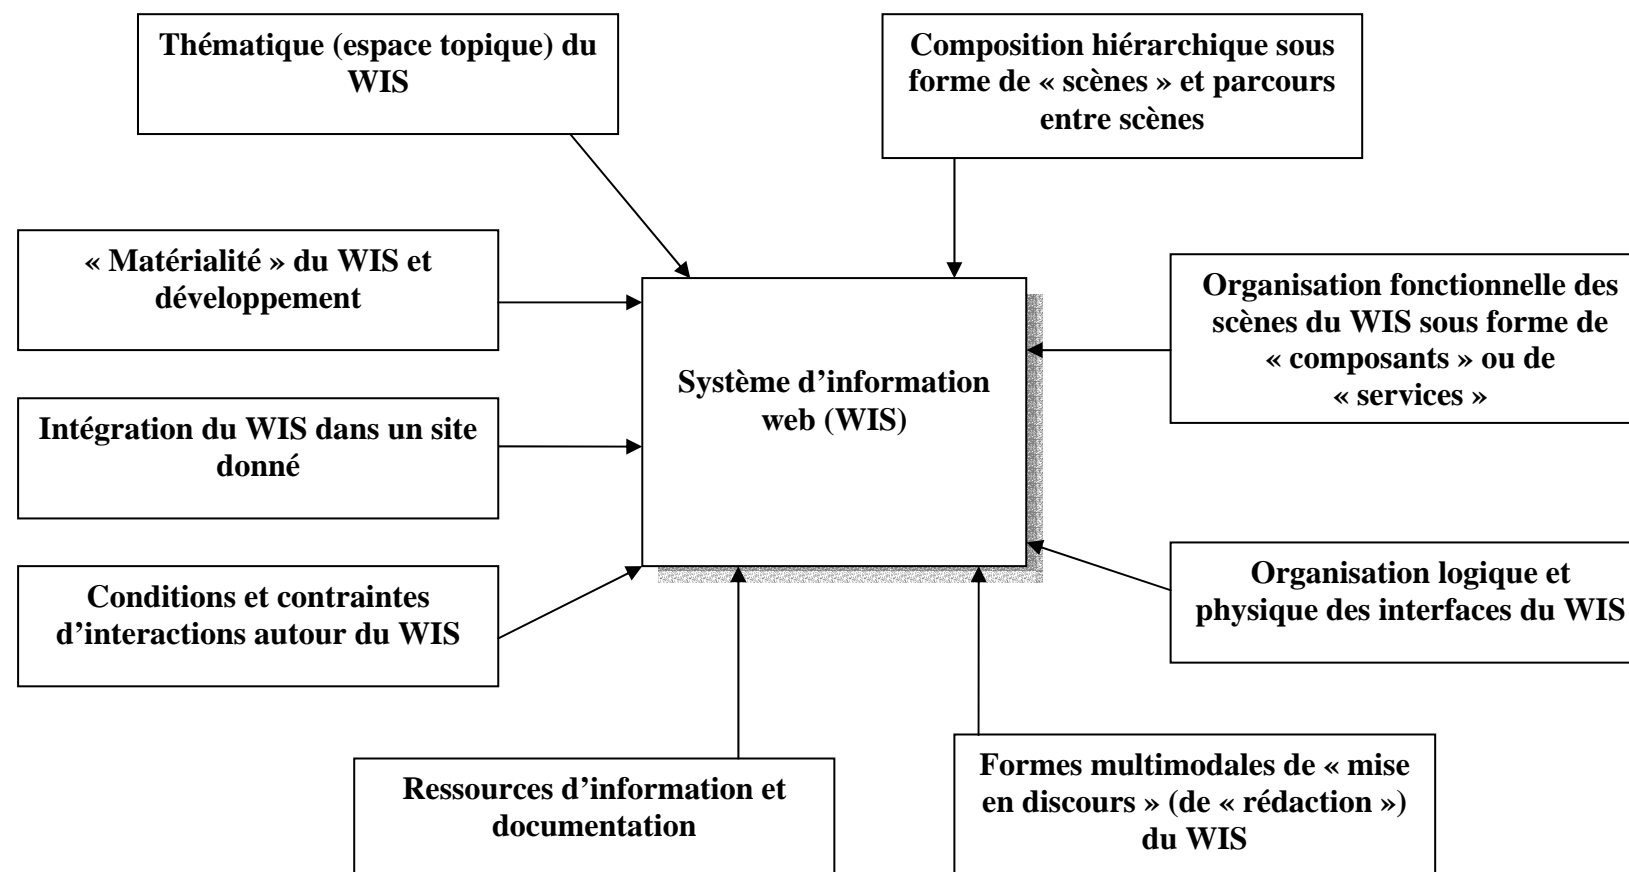 Thématique (espace topique) du
WIS
Composition hiérarchique sous
forme de « scènes » et parcours
entre scènes
« Matérialité » du WIS et
développement
Organisation fonctionnelle des
scènes du WIS sous forme de
« composants » ou de
« services »
Système d’information
web (WIS)
Intégration du WIS dans un site
donné
Organisation logique et
physique des interfaces du WIS
Conditions et contraintes
d’interactions autour du WIS
Ressources d’information et
documentation
Formes multimodales de « mise
en discours » (de « rédaction »)
du WIS